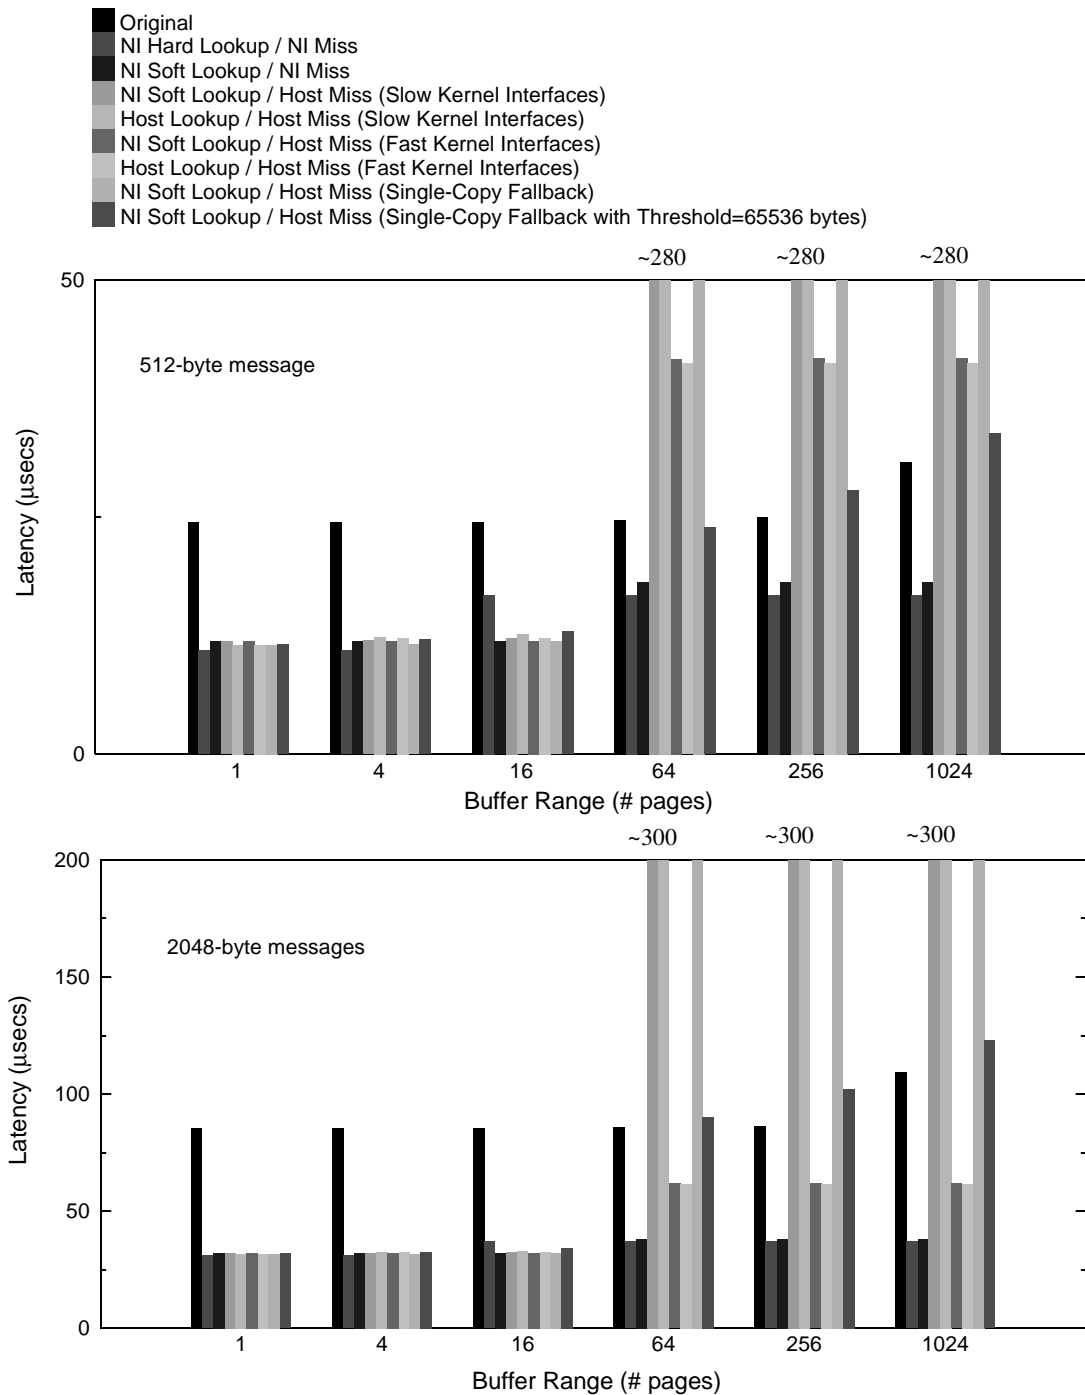 Original
NI Hard Lookup / NI Miss
NI Soft Lookup / NI Miss
NI Soft Lookup / Host Miss (Slow Kernel Interfaces)
Host Lookup / Host Miss (Slow Kernel Interfaces)
NI Soft Lookup / Host Miss (Fast Kernel Interfaces)
Host Lookup / Host Miss (Fast Kernel Interfaces)
NI Soft Lookup / Host Miss (Single-Copy Fallback)
NI Soft Lookup / Host Miss (Single-Copy Fallback with Threshold=65536 bytes)
~280 ~280 ~280
50
512-byte message
Latency (μsecs)
0
1 4 16 64 256 1024
Buffer Range (# pages)
~300 ~300 ~300
200
2048-byte messages
150
Latency (μsecs)
100
50
0
1 4 16 64 256 1024
Buffer Range (# pages)